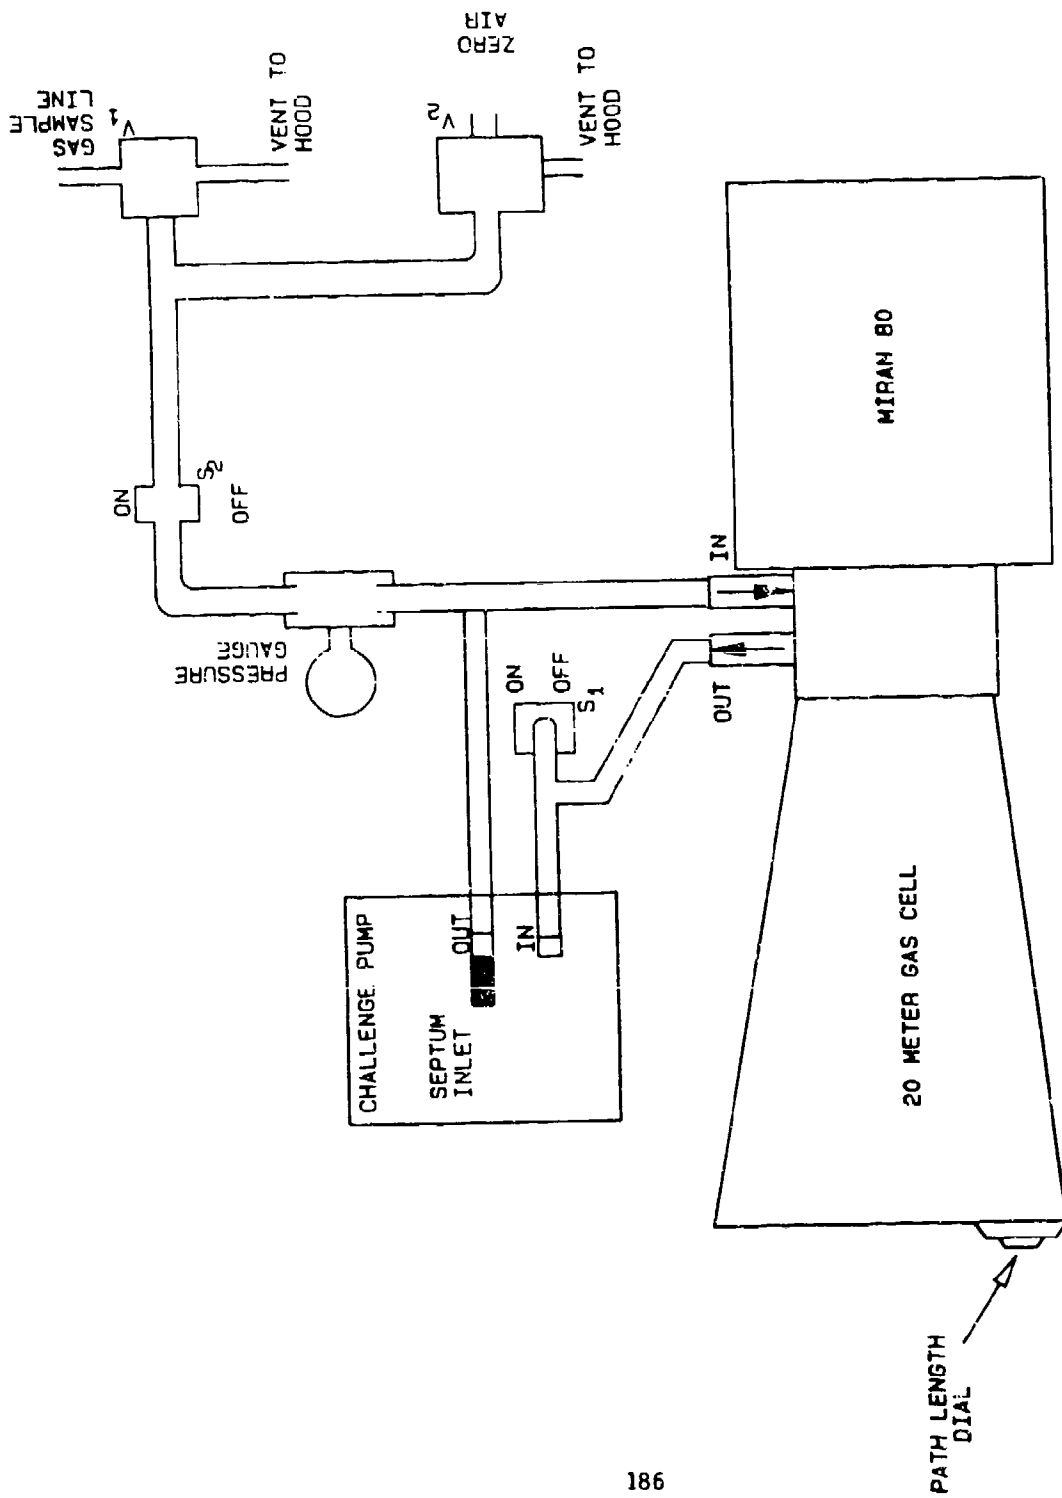 GAS
SAMPLE
LINE
V1
VENT TO
HOOD
ZERO
AIR
V2
VENT TO
HOOD
ON
S2
OFF
PRESSURE
GAUGE
CHALLENGE PUMP
SEPTUM
INLET
OUT
IN
ON
OFF
S1
IN
OUT
MIRAN 80
20 METER GAS CELL
PATH LENGTH
DIAL
186